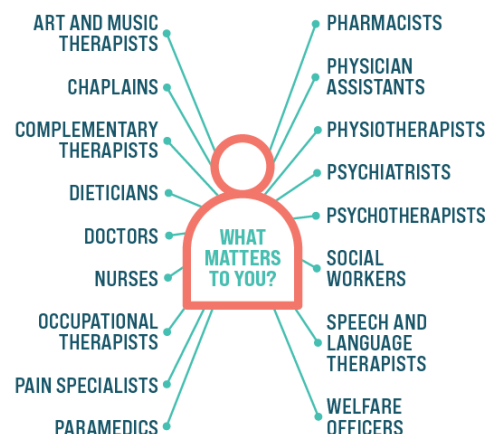 ART AND MUSIC
THERAPISTS
CHAPLAINS
COMPLEMENTARY
THERAPISTS
DIETICIANS
DOCTORS
NURSES
OCCUPATIONAL
THERAPISTS
PAIN SPECIALISTS
PARAMEDICS
WHAT
MATTERS
TO YOU?
PHARMACISTS
PHYSICIAN
ASSISTANTS
PHYSIOTHERAPISTS
PSYCHIATRISTS
PSYCHOTHERAPISTS
SOCIAL
WORKERS
SPEECH AND
LANGUAGE
THERAPISTS
WELFARE
OFFICERS